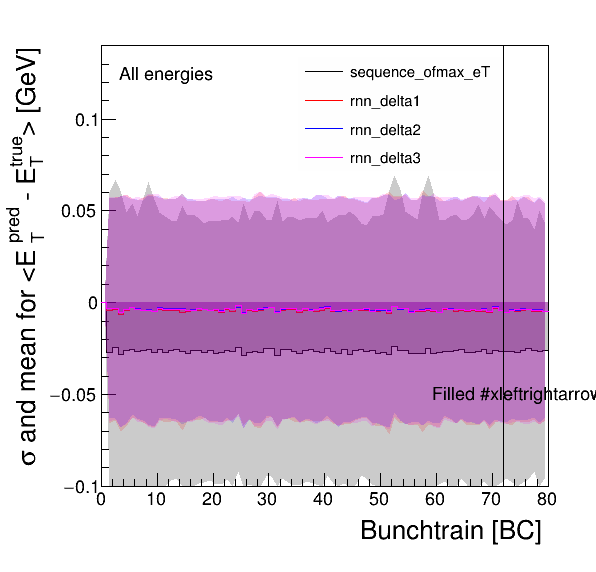 σ and mean for <E_T^pred - E_T^true> [GeV]
All energies
sequence_ofmax_eT
rnn_delta1
rnn_delta2
rnn_delta3
0.1
0.05
0
−0.05
−0.1
Filled #xleftrightarrow
0 10 20 30 40 50 60 70 80
Bunchtrain [BC]